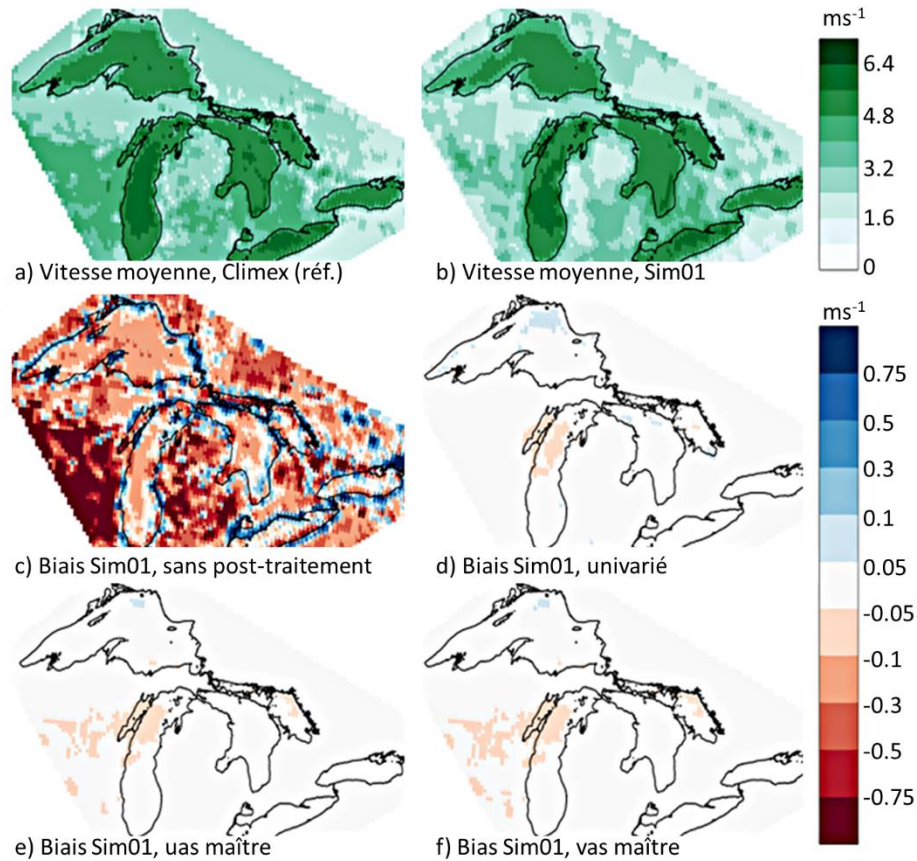 ms-1
6.4
4.8
3.2
1.6
0
a) Vitesse moyenne, Climex (réf.)
b) Vitesse moyenne, Sim01
ms-1
0.75
0.5
0.3
0.1
0.05
-0.05
-0.1
-0.3
-0.5
-0.75
c) Biais Sim01, sans post-traitement
d) Biais Sim01, univarié
e) Biais Sim01, uas maître
f) Bias Sim01, vas maître